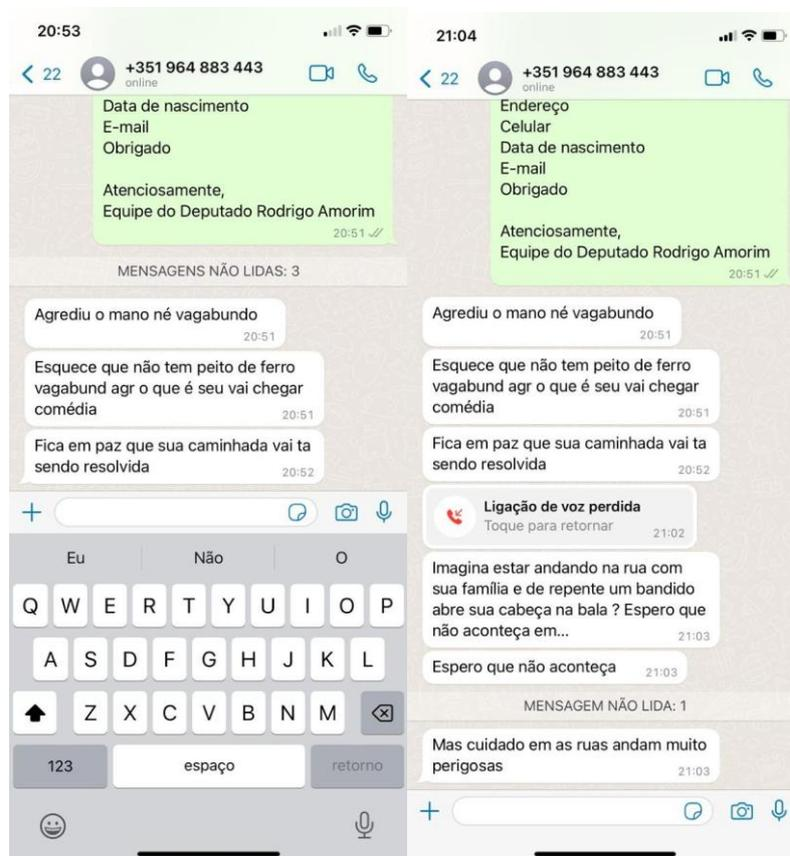 20:53
22
+351 964 883 443
online
Data de nascimento
E-mail
Obrigado
Atenciosamente,
Equipe do Deputado Rodrigo Amorim
20:51
MENSAGENS NÃO LIDAS: 3
Agrediu o mano né vagabundo
20:51
Esquece que não tem peito de ferro
vagabund agr o que é seu vai chegar
comédia
20:51
Fica em paz que sua caminhada vai ta
sendo resolvida
20:52
Eu Não O
Q W E R T Y U I O P
A S D F G H J K L
Z X C V B N M
123 espaço retorno
21:04
22
+351 964 883 443
online
Endereço
Celular
Data de nascimento
E-mail
Obrigado
Atenciosamente,
Equipe do Deputado Rodrigo Amorim
20:51
Agrediu o mano né vagabundo
20:51
Esquece que não tem peito de ferro
vagabund agr o que é seu vai chegar
comédia
20:51
Fica em paz que sua caminhada vai ta
sendo resolvida
20:52
Ligação de voz perdida
Toque para retornar
21:02
Imagina estar andando na rua com
sua família e de repente um bandido
abre sua cabeça na bala ? Espero que
não aconteça em...
21:03
Espero que não aconteça
21:03
MENSAGEM NÃO LIDA: 1
Mas cuidado em as ruas andam muito
perigosas
21:03